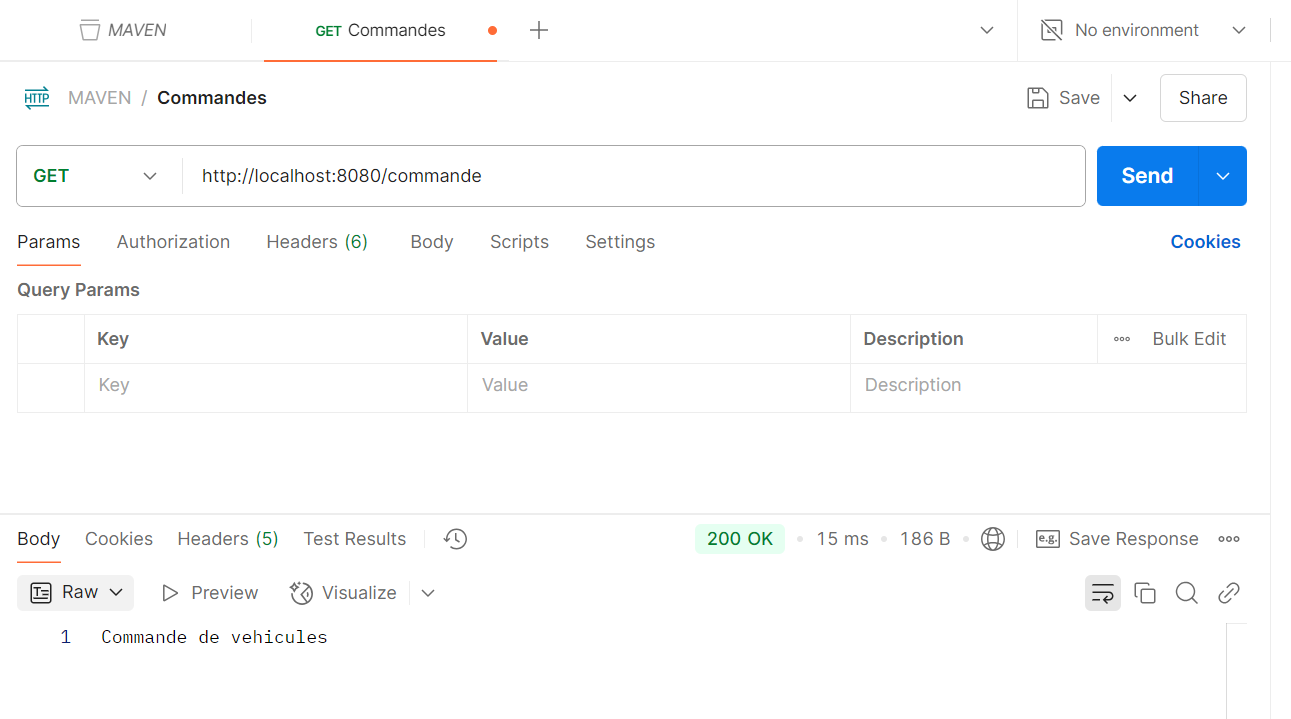 MAVEN
GET Commandes
No environment
HTTP MAVEN / Commandes
Save
Share
GET
http://localhost:8080/commande
Send
Params Authorization Headers (6) Body Scripts Settings Cookies
Query Params
Key Value Description ooo Bulk Edit
Key Value Description
Body Cookies Headers (5) Test Results
200 OK • 15 ms • 186 B •
e.g. Save Response ooo
Raw Preview Visualize
1 Commande de vehicules